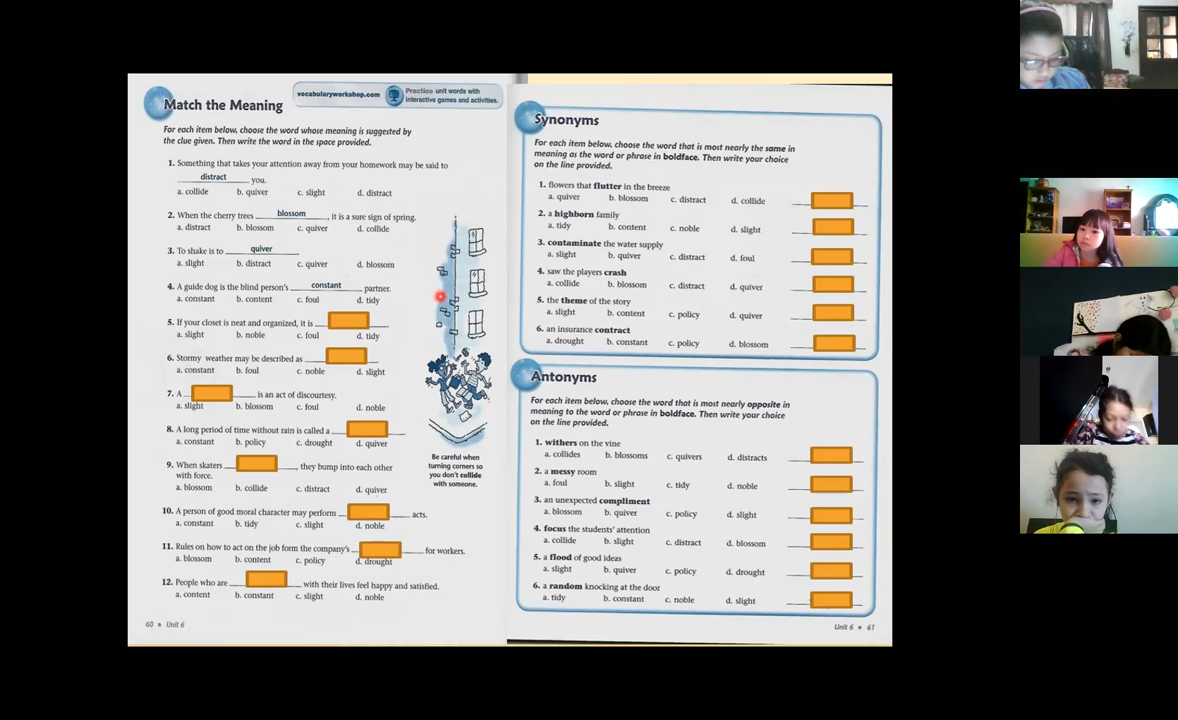 Match the Meaning
vocabularyworkshop.com
Practice unit words with
interactive games and activities.
For each item below, choose the word whose meaning is suggested by
the clue given. Then write the word in the space provided.
1. Something that takes your attention away from your homework may be said to
distract you.
a. collide b. quiver c. slight d. distract
2. When the cherry trees blossom, it is a sure sign of spring.
a. distract b. blossom c. quiver d. collide
3. To shake is to quiver.
a. slight b. distract c. quiver d. blossom
4. A guide dog is the blind person's constant partner.
a. constant b. content c. foul d. tidy
5. If your closet is neat and organized, it is
a. slight b. noble c. foul d. tidy
6. Stormy weather may be described as
a. constant b. foul c. noble d. slight
7. A is an act of discourtesy.
a. slight b. blossom c. foul d. noble
8. A long period of time without rain is called a
a. constant b. policy c. drought d. quiver
9. When skaters , they bump into each other
with force.
a. blossom b. collide c. distract d. quiver
10. A person of good moral character may perform acts.
a. constant b. tidy c. slight d. noble
11. Rules on how to act on the job form the company's for workers.
a. blossom b. content c. policy d. drought
12. People who are with their lives feel happy and satisfied.
a. content b. constant c. slight d. noble
Be careful when
turning corners so
you don't collide
with someone.
60 ■ Unit 6
Synonyms
For each item below, choose the word that is most nearly the same in
meaning as the word or phrase in boldface. Then write your choice
on the line provided.
1. flowers that flutter in the breeze
a. quiver b. blossom c. distract d. collide
2. a highborn family
a. tidy b. content c. noble d. slight
3. contaminate the water supply
a. slight b. quiver c. distract d. foul
4. saw the players crash
a. collide b. blossom c. distract d. quiver
5. the theme of the story
a. slight b. content c. policy d. quiver
6. an insurance contract
a. drought b. constant c. policy d. blossom
Antonyms
For each item below, choose the word that is most nearly opposite in
meaning to the word or phrase in boldface. Then write your choice
on the line provided.
1. withers on the vine
a. collides b. blossoms c. quivers d. distracts
2. a messy room
a. foul b. slight c. tidy d. noble
3. an unexpected compliment
a. blossom b. quiver c. policy d. slight
4. focus the students' attention
a. collide b. slight c. distract d. blossom
5. a flood of good ideas
a. slight b. quiver c. policy d. drought
6. a random knocking at the door
a. tidy b. constant c. noble d. slight
Unit 6 ■ 61